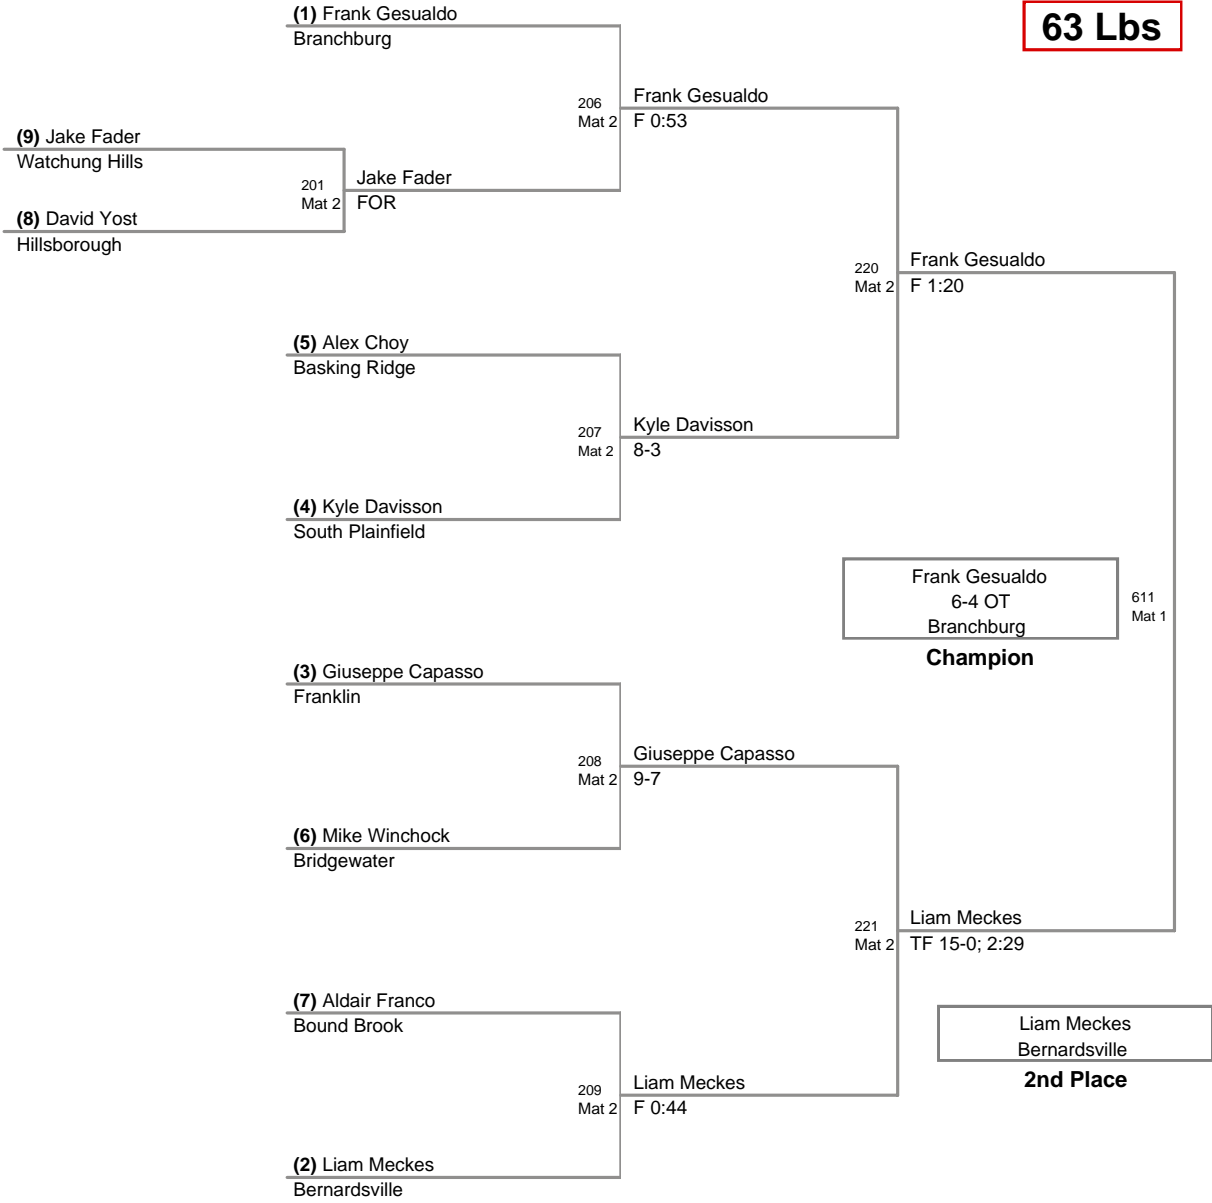 (1) Frank Gesualdo
Branchburg
63 Lbs
206
Mat 2
Frank Gesualdo
F 0:53
(9) Jake Fader
Watchung Hills
201
Mat 2
Jake Fader
FOR
(8) David Yost
Hillsborough
220
Mat 2
Frank Gesualdo
F 1:20
(5) Alex Choy
Basking Ridge
207
Mat 2
Kyle Davisson
8-3
(4) Kyle Davisson
South Plainfield
Frank Gesualdo
6-4 OT
Branchburg
Champion
611
Mat 1
(3) Giuseppe Capasso
Franklin
208
Mat 2
Giuseppe Capasso
9-7
(6) Mike Winchock
Bridgewater
221
Mat 2
Liam Meckes
TF 15-0; 2:29
(7) Aldair Franco
Bound Brook
Liam Meckes
Bernardsville
2nd Place
209
Mat 2
Liam Meckes
F 0:44
(2) Liam Meckes
Bernardsville